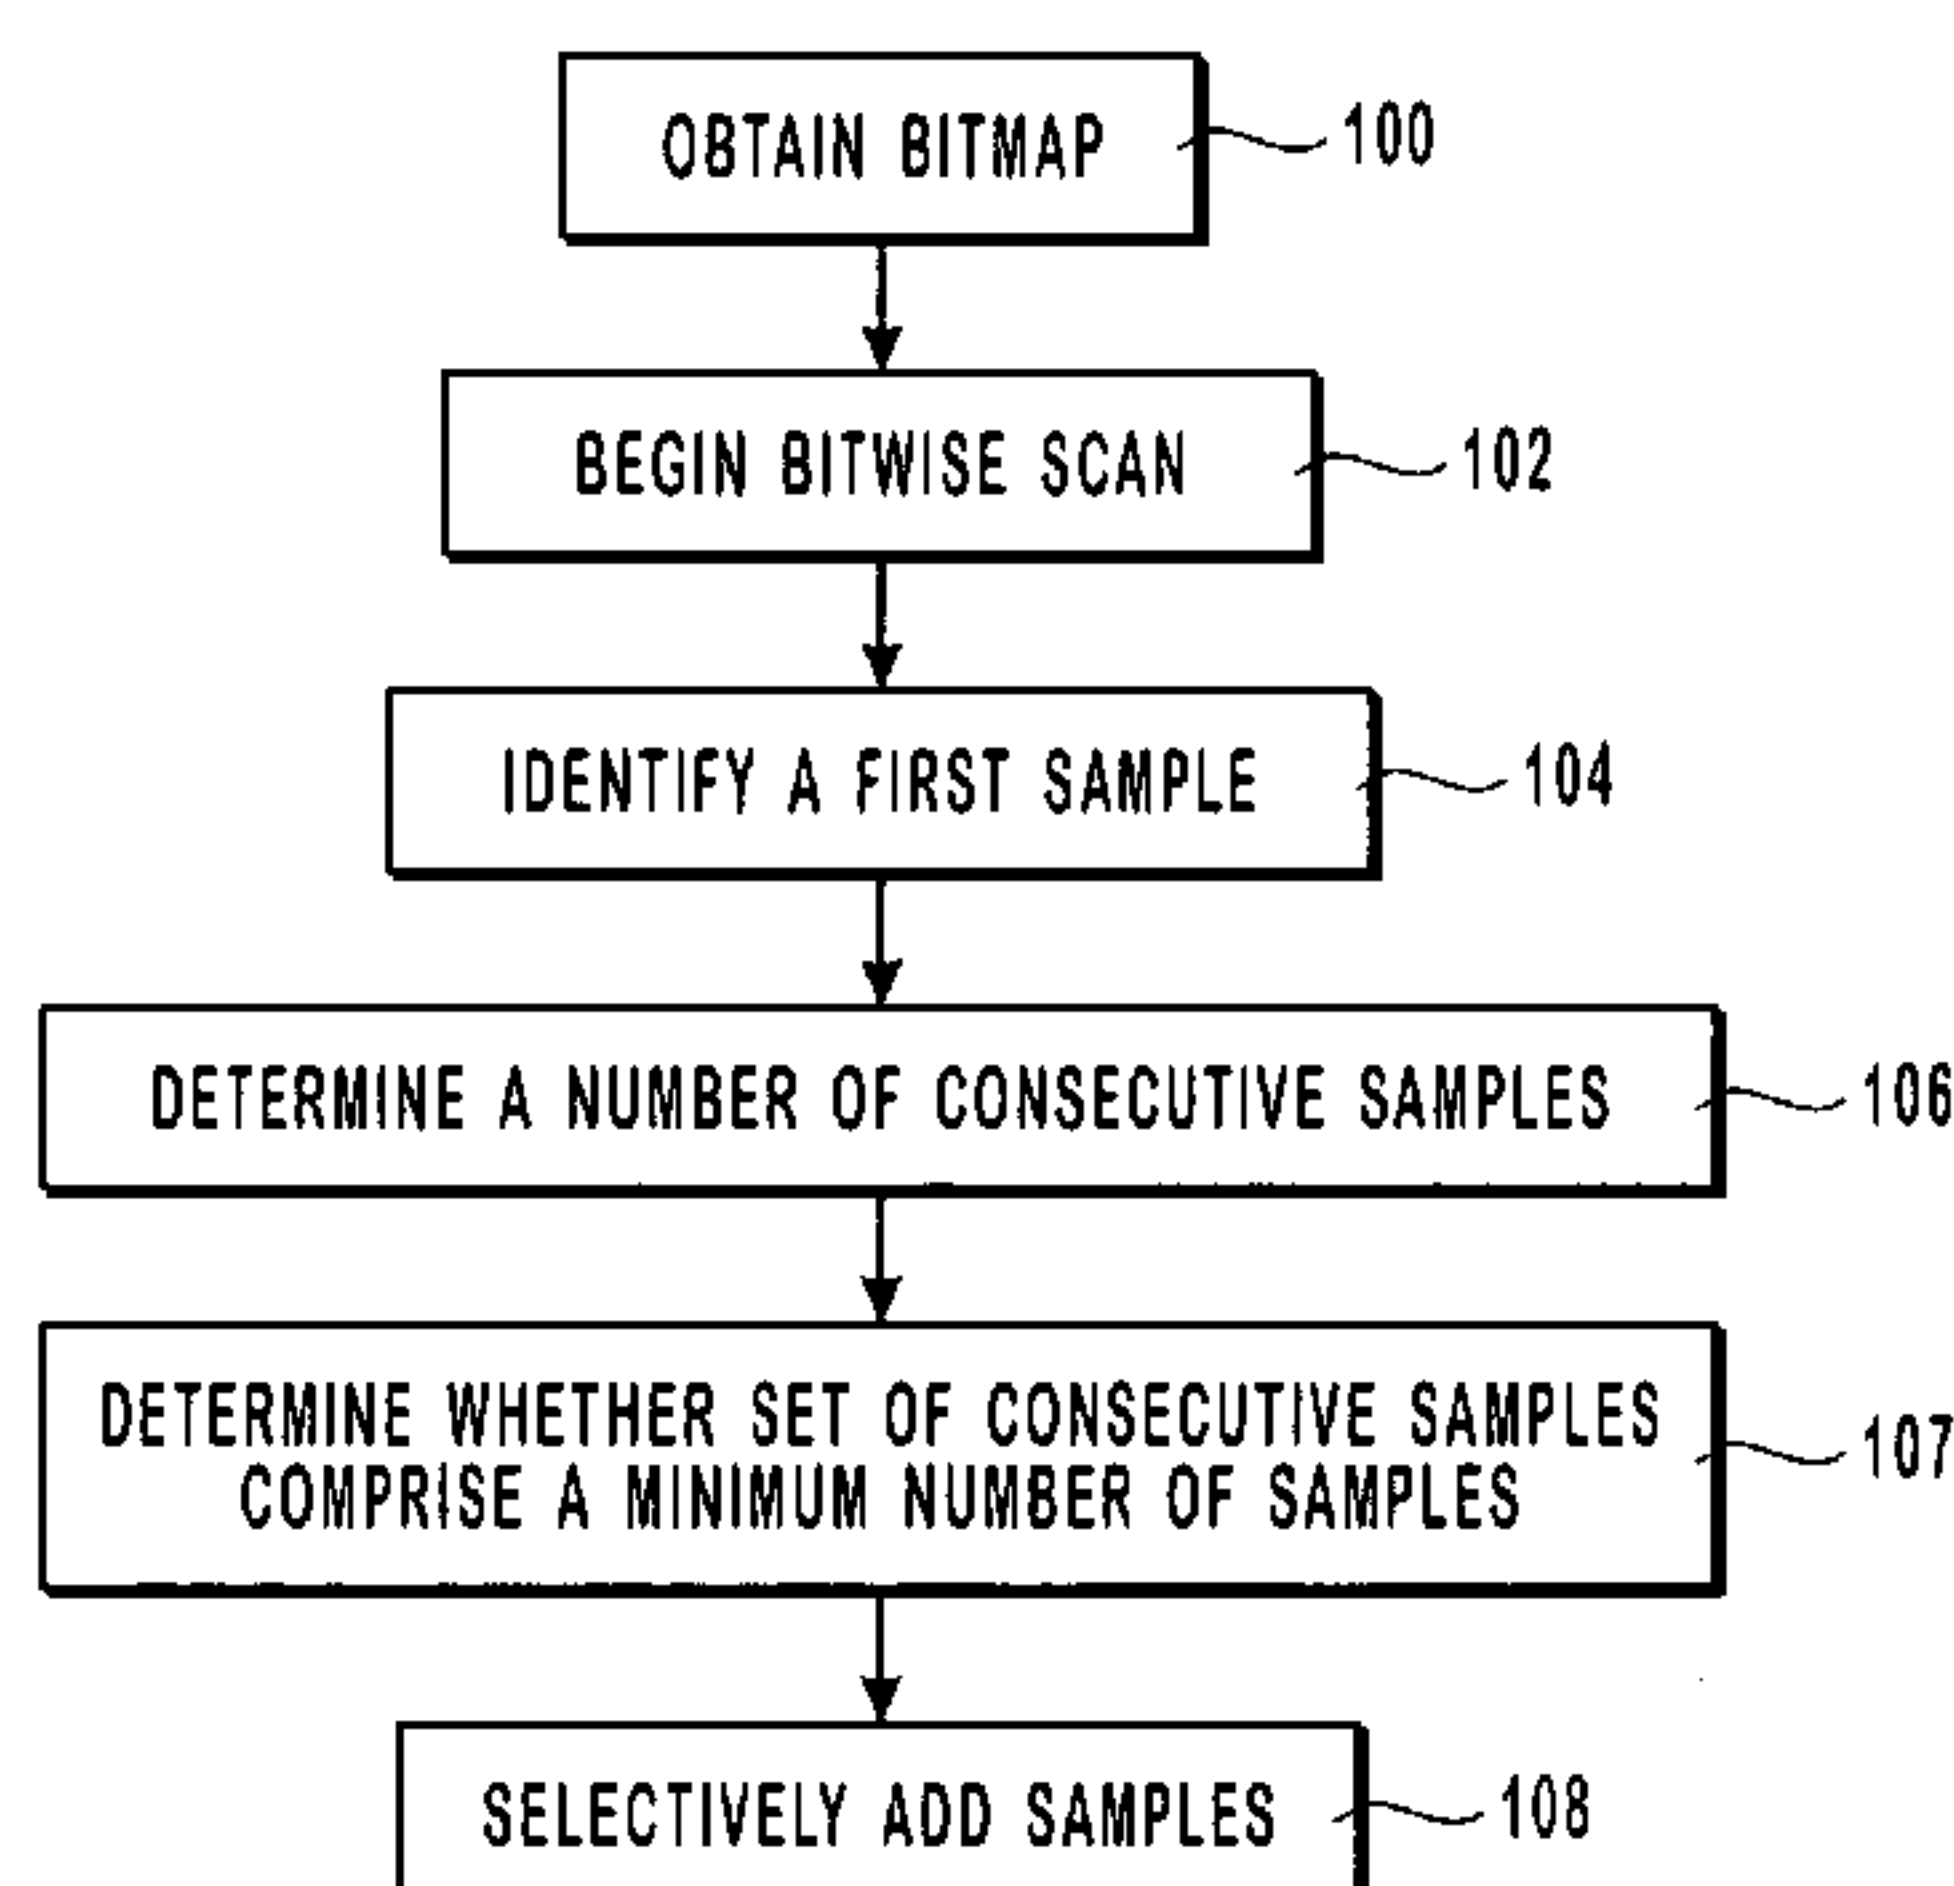 OBTAIN BITMAP 100
BEGIN BITWISE SCAN 102
IDENTIFY A FIRST SAMPLE 104
DETERMINE A NUMBER OF CONSECUTIVE SAMPLES 106
DETERMINE WHETHER SET OF CONSECUTIVE SAMPLES
COMPRISE A MINIMUM NUMBER OF SAMPLES 107
SELECTIVELY ADD SAMPLES 108